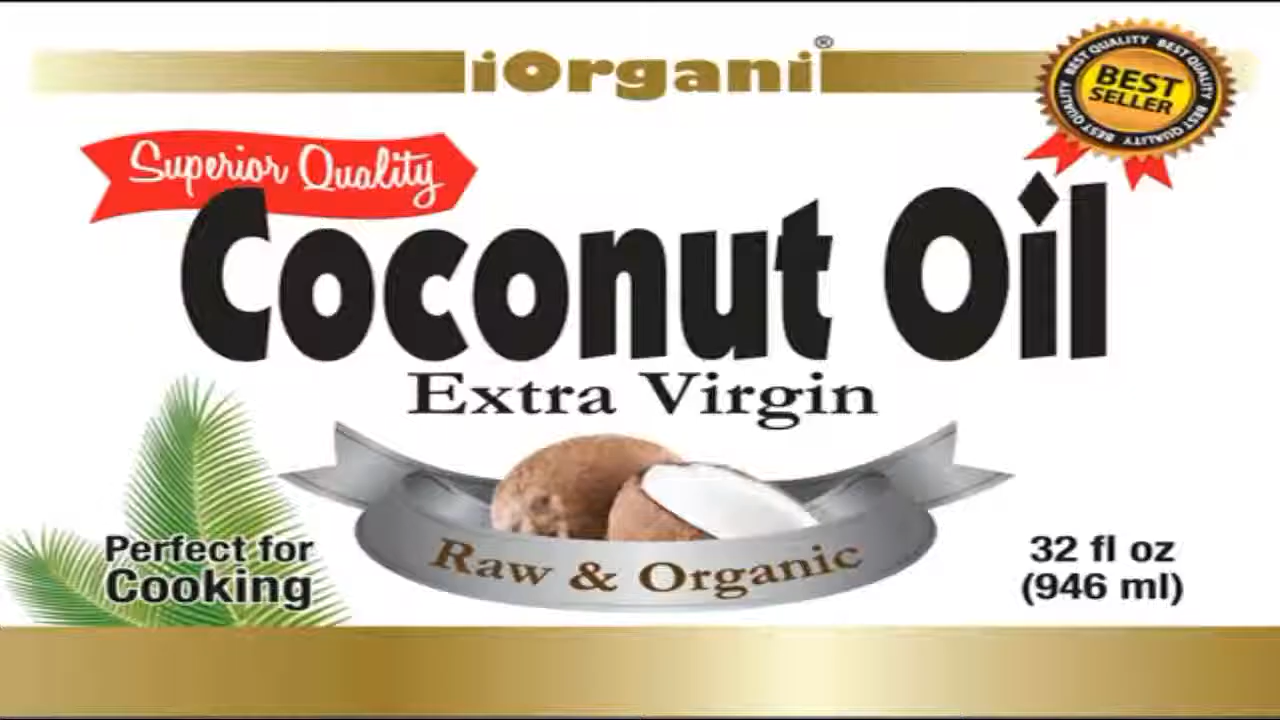 iOrgani®
BEST QUALITY BEST QUALITY BEST QUALITY BEST QUALITY
BEST
SELLER
Superior Quality
Coconut Oil
Extra Virgin
Raw & Organic
Perfect for
Cooking
32 fl oz
(946 ml)